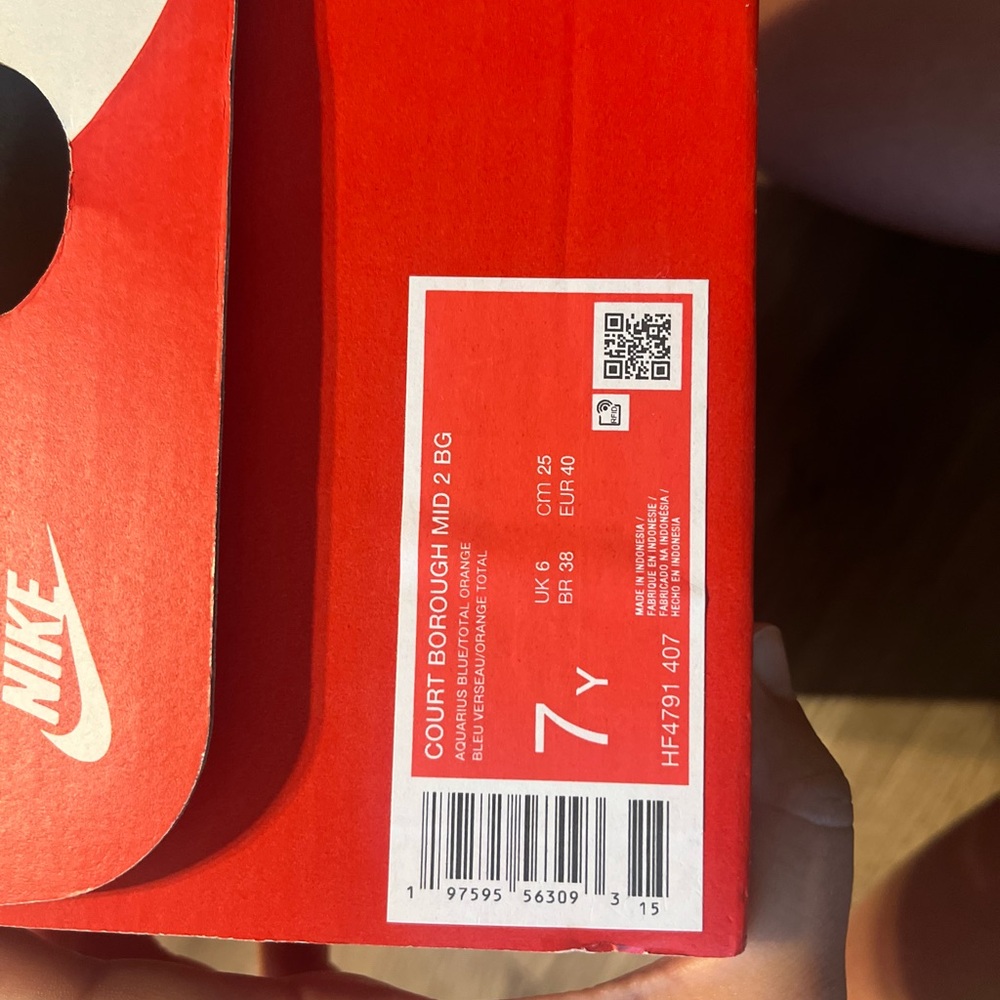 NIKE
COURT BOROUGH MID 2 BG
AQUARIUS BLUE/TOTAL ORANGE
BLEU VERSEAU/ORANGE TOTAL
7 Y
UK 6 cm 25
BR 38 EUR 40
RFID
HF4791 407
MADE IN INDONESIA /
FABRIQUE EN INDONESIE /
FABRICADO NA INDONÉSIA /
HECHO EN INDONESIA
1 97595 56309 3 15